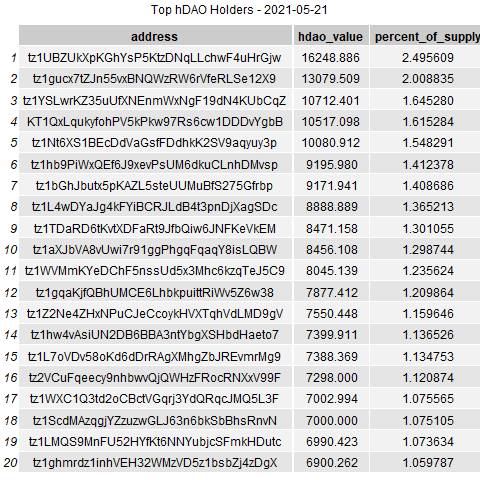 Top hDAO Holders - 2021-05-21
address hdao_value percent_of_supply
1 tz1UBZUkXpKGhYsP5KtzDNqLLchwF4uHrGjw 16248.886 2.495609
2 tz1gucx7tZJn55vxBNQWzRW6rVfeRLSe12X9 13079.509 2.008835
3 tz1YSLwrKZ35uUfXNEnmWxNgF19dN4KUbCqZ 10712.401 1.645280
4 KT1QxLqukyfohPV5kPkw97Rs6cw1DDDvYgbB 10517.098 1.615284
5 tz1Nt6XS1BEcDdVaGsfFDdhkK2SV9aqyuy3p 10080.912 1.548291
6 tz1hb9PiWxQEf6J9xevPsUM6dkuCLnhDMvsp 9195.980 1.412378
7 tz1bGhJbutx5pKAZL5steUUMuBfS275Gfrbp 9171.941 1.408686
8 tz1L4wDYaJg4kFYiBCRJLdB4t3pnDjXagSDc 8888.889 1.365213
9 tz1TDaRD6tKvtXDFaRt9JfbQiw6JNFKeVkEM 8471.158 1.301055
10 tz1aXJbVA8vUwi7r91ggPhgqFqaqY8isLQBW 8456.108 1.298744
11 tz1WVMmKYeDChF5nssUd5x3Mhc6kzqTeJ5C9 8045.139 1.235624
12 tz1gqaKjfQBhUMCE6LhbkpuittRiWv5Z6w38 7877.412 1.209864
13 tz1Z2Ne4ZHxNPuCJeCcoykHVXTqhVdLMD9gV 7550.448 1.159646
14 tz1hw4vAsiUN2DB6BBA3ntYbgXSHbdHaeto7 7399.911 1.136526
15 tz1L7oVDv58oKd6dDrRAgXMhgZbJREvmrMg9 7388.369 1.134753
16 tz2VCuFqeecy9nhbwvQjQWHzFRocRNXxV99F 7298.000 1.120874
17 tz1WXC1Q3td2oCBctVGqrj3YdQRqcJMQ5L3F 7002.994 1.075565
18 tz1ScdMAzqgjYZzuzwGLJ63n6bkSbBhsRnvN 7000.000 1.075105
19 tz1LMQS9MnFU52HYfKt6NNYubjcSFmkHDutc 6990.423 1.073634
20 tz1ghmrdz1inhVEH32WMzVD5z1bsbZj4zDgX 6900.262 1.059787